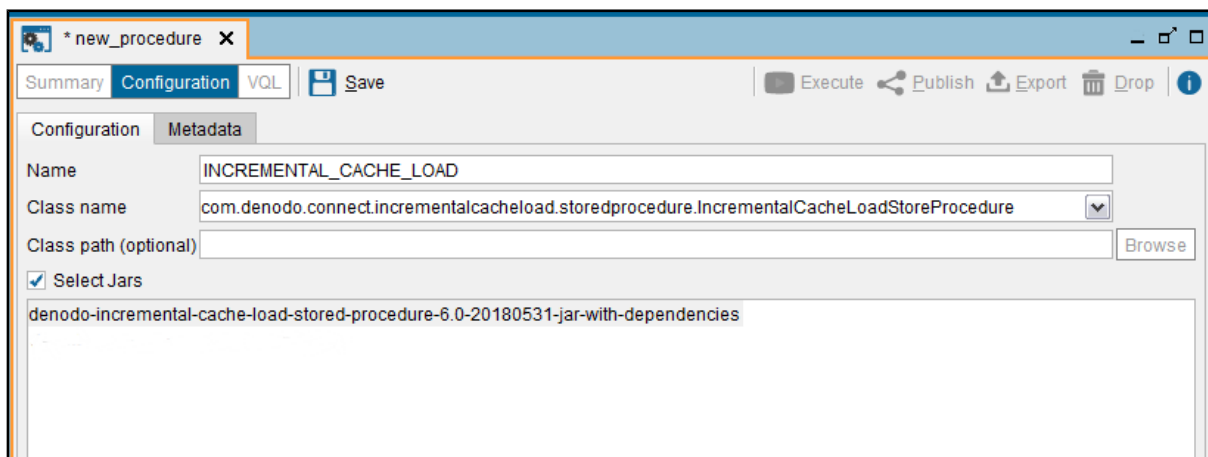 * new_procedure
Summary Configuration VQL Save Execute Publish Export Drop
Configuration Metadata
Name INCREMENTAL_CACHE_LOAD
Class name com.denodo.connect.incrementalcacheload.storedprocedure.IncrementalCacheLoadStoreProcedure
Class path (optional) Browse
Select Jars
denodo-incremental-cache-load-stored-procedure-6.0-20180531-jar-with-dependencies